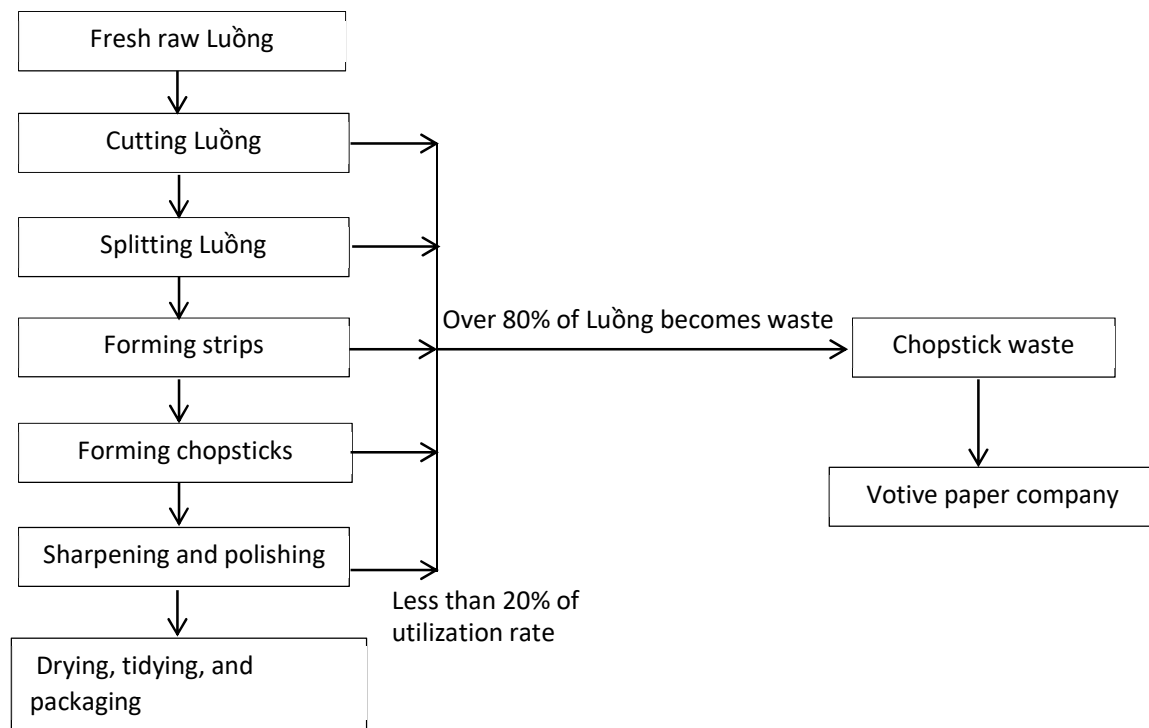 Fresh raw Luồng
Cutting Luồng
Splitting Luồng
Forming strips
Forming chopsticks
Sharpening and polishing
Drying, tidying, and
packaging
Over 80% of Luồng becomes waste
Less than 20% of
utilization rate
Chopstick waste
Votive paper company